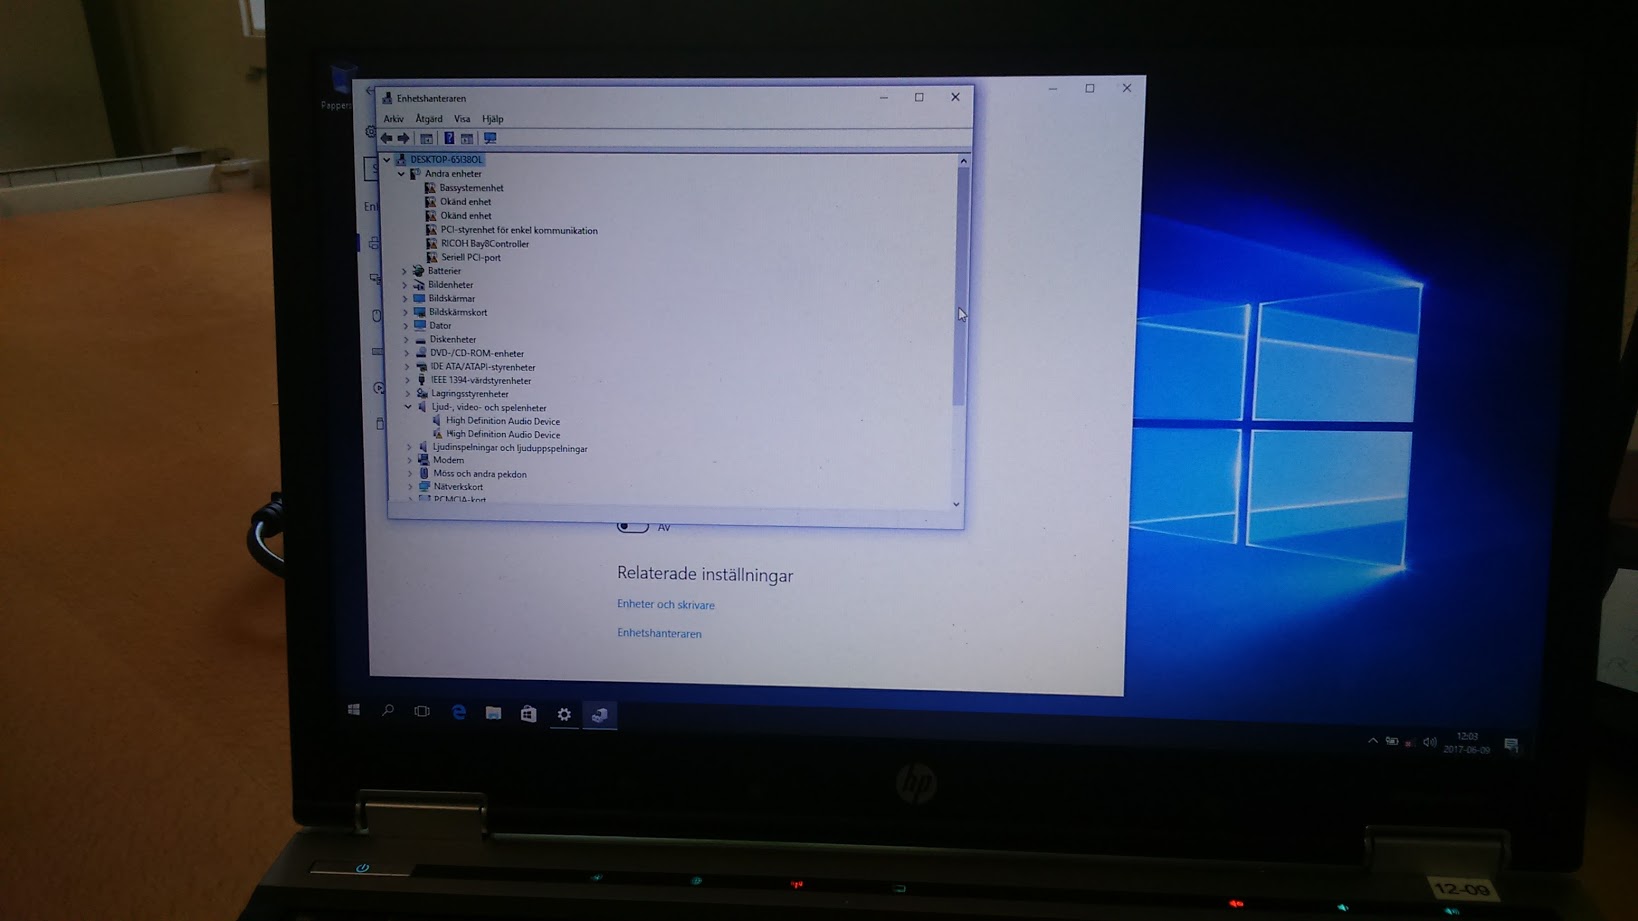 Enhetshanteraren
Arkiv Åtgärd Visa Hjälp
DESKTOP-65I38OL
Andra enheter
Bassystemenhet
Okänd enhet
Okänd enhet
PCI-styrenhet för enkel kommunikation
RICOH Bay8Controller
Seriell PCI-port
Batterier
Bildenheter
Bildskärmar
Bildskärmskort
Dator
Diskenheter
DVD-/CD-ROM-enheter
IDE ATA/ATAPI-styrenheter
IEEE 1394-värdstyrenheter
Lagringsstyrenheter
Ljud-, video- och spelenheter
High Definition Audio Device
High Definition Audio Device
Ljudinspelningar och ljuduppspelningar
Modem
Möss och andra pekdon
Nätverkskort
PCMCIA-kort
Av
Relaterade inställningar
Enheter och skrivare
Enhetshanteraren
12:03
2017-06-09
hp
12-09